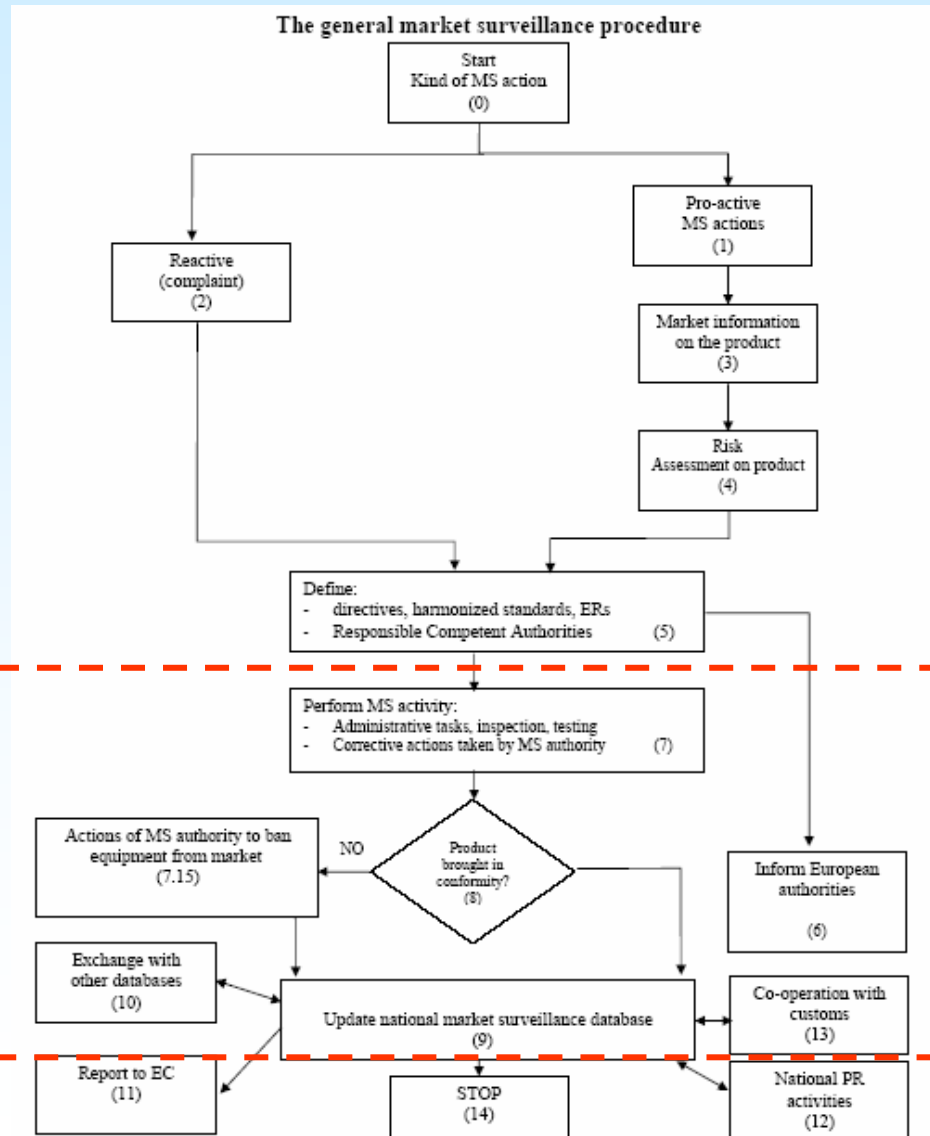 The general market surveillance procedure
Start
Kind of MS action
(0)
Pro-active
MS actions
(1)
Reactive
(complaint)
(2)
Market information
on the product
(3)
Risk
Assessment on product
(4)
Define:
- directives, harmonized standards, ERs
- Responsible Competent Authorities (5)
Perform MS activity:
- Administrative tasks, inspection, testing
- Corrective actions taken by MS authority (7)
Actions of MS authority to ban
equipment from market
(7.15)
NO
Product
brought in
conformity?
(8)
Inform European
authorities
(6)
Exchange with
other databases
(10)
Update national market surveillance database
(9)
Co-operation with
customs
(13)
Report to EC
(11)
STOP
(14)
National PR
activities
(12)